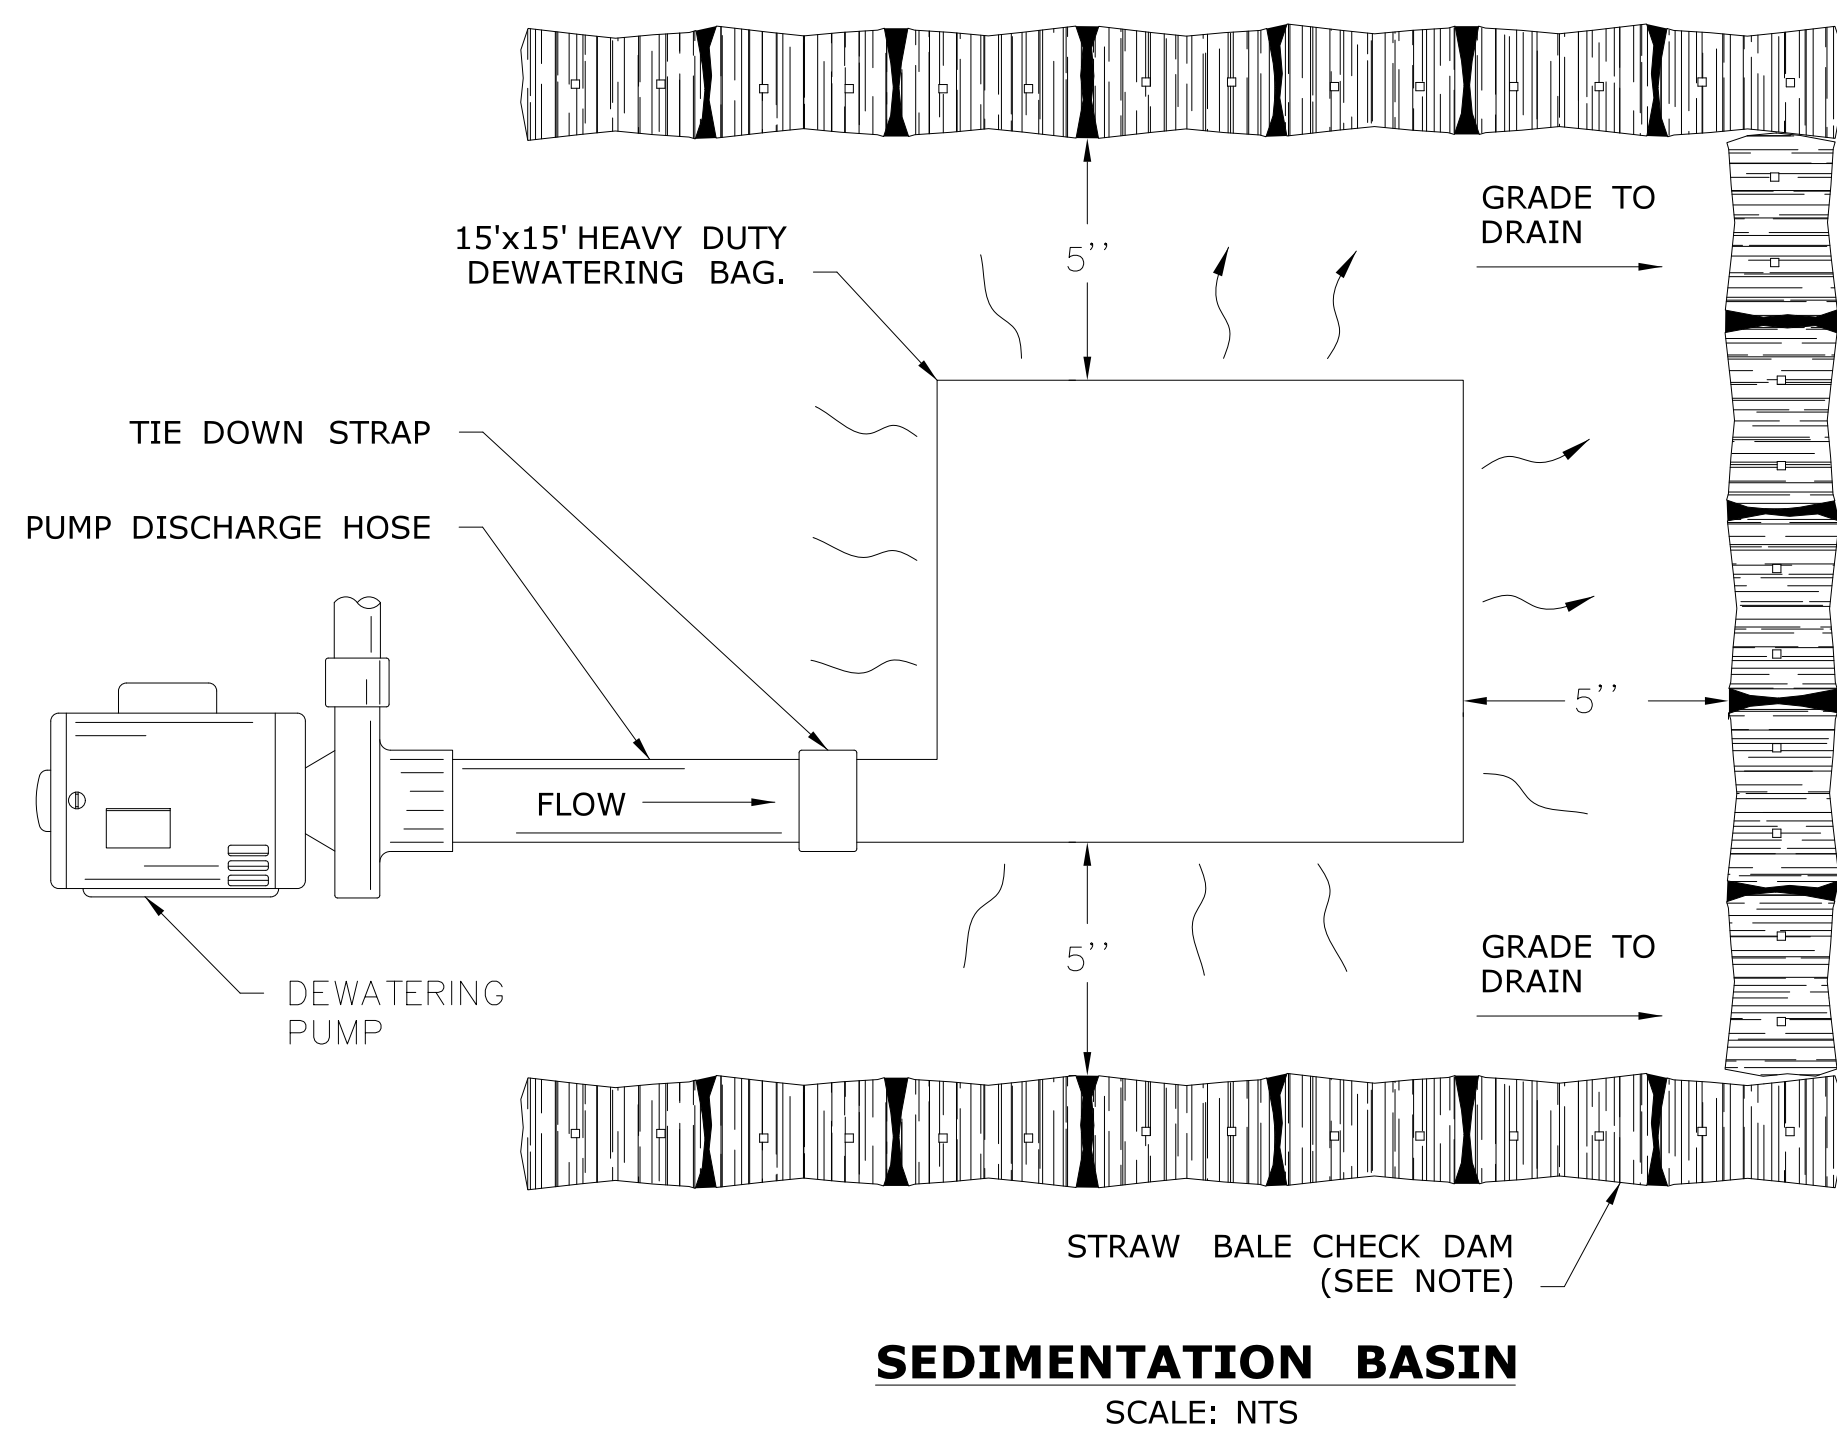 GRADE TO
DRAIN
15'x15' HEAVY DUTY
DEWATERING BAG.
5''
TIE DOWN STRAP
PUMP DISCHARGE HOSE
5''
FLOW
5''
GRADE TO
DRAIN
DEWATERING
PUMP
STRAW BALE CHECK DAM
(SEE NOTE)
SEDIMENTATION BASIN
SCALE: NTS